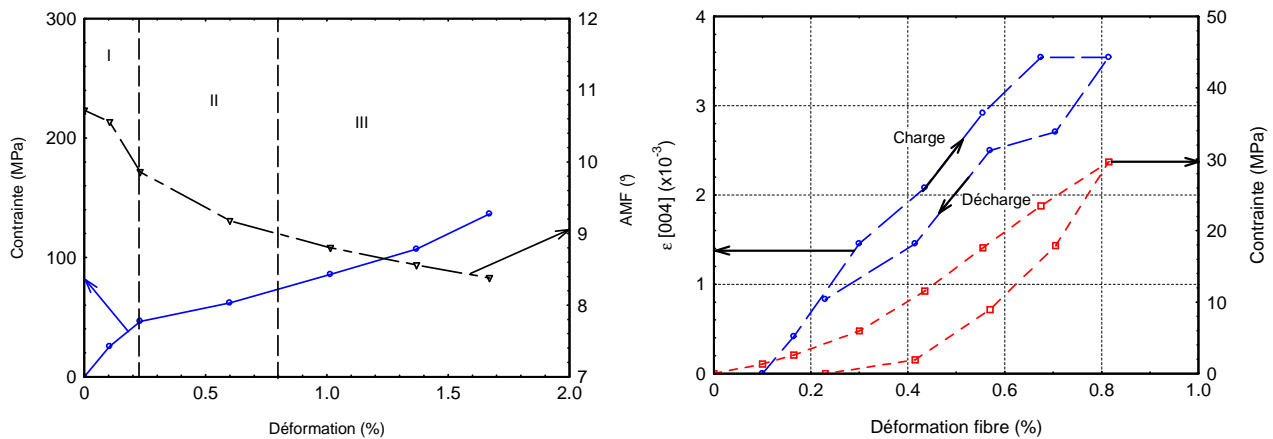 300
200
100
0
Contrainte (MPa)
I
II
III
12
11
10
9
8
7
AMF (°)
0
0.5
1.0
1.5
2.0
Déformation (%)
4
3
2
1
0
ε [004] (x10⁻³)
Charge
Décharge
50
40
30
20
10
0
Contrainte (MPa)
0
0.2
0.4
0.6
0.8
1.0
Déformation fibre (%)